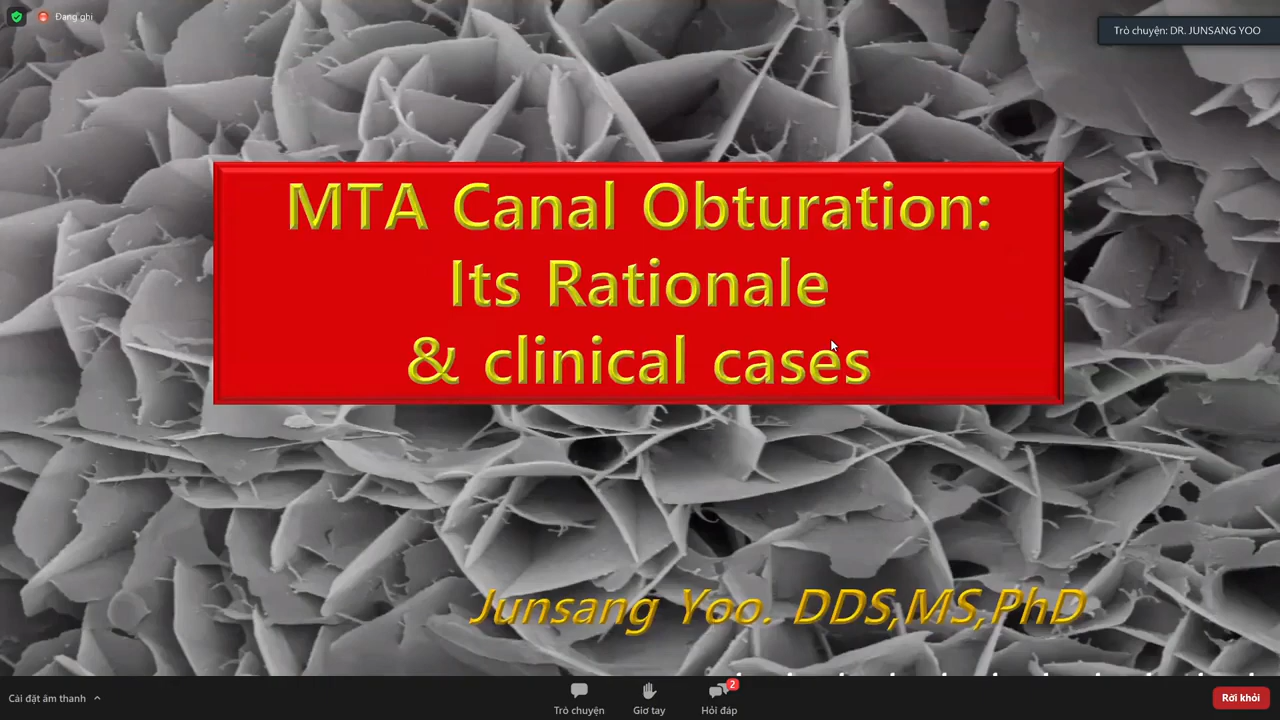 Đang ghi
Trò chuyện: DR. JUNSANG YOO
MTA Canal Obturation:
Its Rationale
& clinical cases
Junsang Yoo. DDS,MS,PhD
Cài đặt âm thanh
Trò chuyện
Giơ tay
2
Hỏi đáp
Rời khỏi